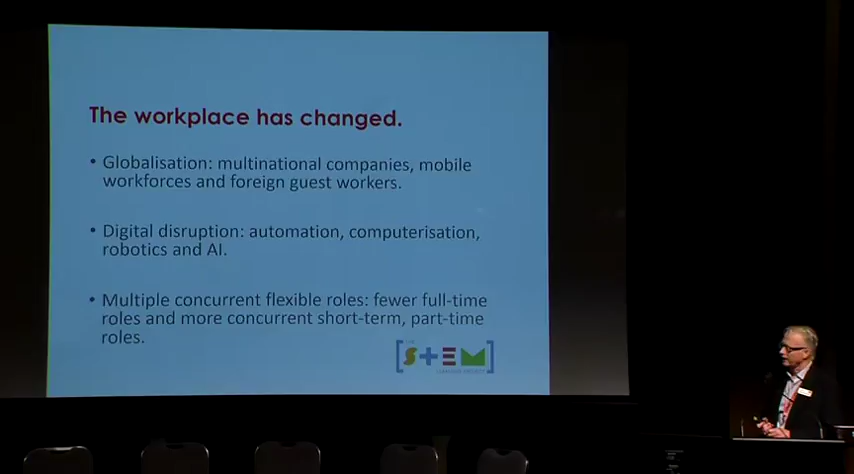 The workplace has changed.
• Globalisation: multinational companies, mobile
workforces and foreign guest workers.
• Digital disruption: automation, computerisation,
robotics and AI.
• Multiple concurrent flexible roles: fewer full-time
roles and more concurrent short-term, part-time
roles.
[S+EM]